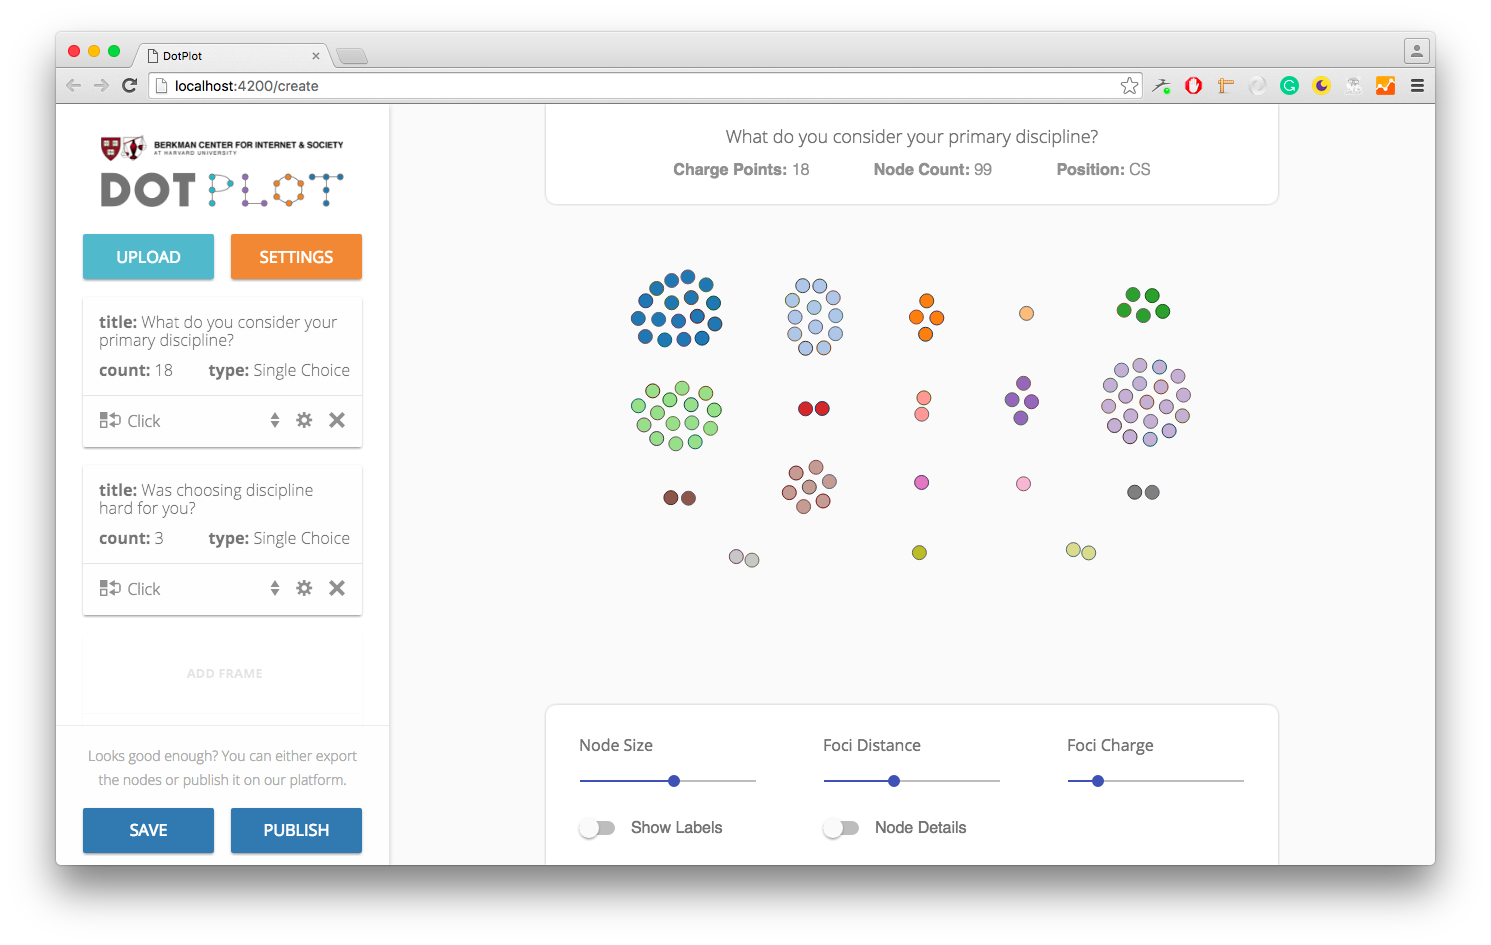 DotPlot
localhost:4200/create
BERKMAN CENTER FOR INTERNET & SOCIETY
AT HARVARD UNIVERSITY
DOT PLOT
UPLOAD
SETTINGS
title: What do you consider your
primary discipline?
count: 18 type: Single Choice
Click
title: Was choosing discipline
hard for you?
count: 3 type: Single Choice
Click
ADD FRAME
Looks good enough? You can either export
the nodes or publish it on our platform.
SAVE
PUBLISH
What do you consider your primary discipline?
Charge Points: 18 Node Count: 99 Position: CS
Node Size
Foci Distance
Foci Charge
Show Labels
Node Details